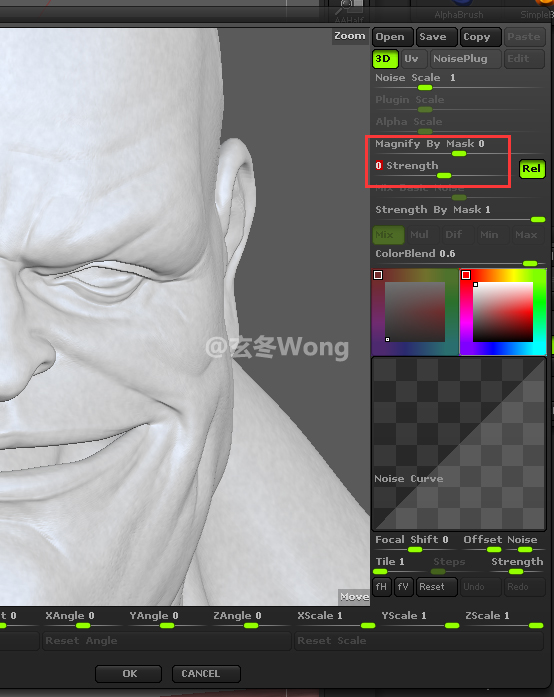 AAHalf
AlphaBrush
SimpleB
Zoom
Open Save Copy Paste
3D Uv NoisePlug Edit
Noise Scale 1
Plugin Scale
Alpha Scale
Magnify By Mask 0
0 Strength
Rel
Mix Basic Noise
Strength By Mask 1
Mix Mul Dif Min Max
ColorBlend 0.6
@玄冬Wong
Noise Curve
Focal Shift 0 Offset Noise
Tile 1 Steps Strength
fH fV Reset Undo Redo
Move
t 0 XAngle 0 YAngle 0 ZAngle 0 XScale 1 YScale 1 ZScale 1
Reset Angle Reset Scale
OK CANCEL